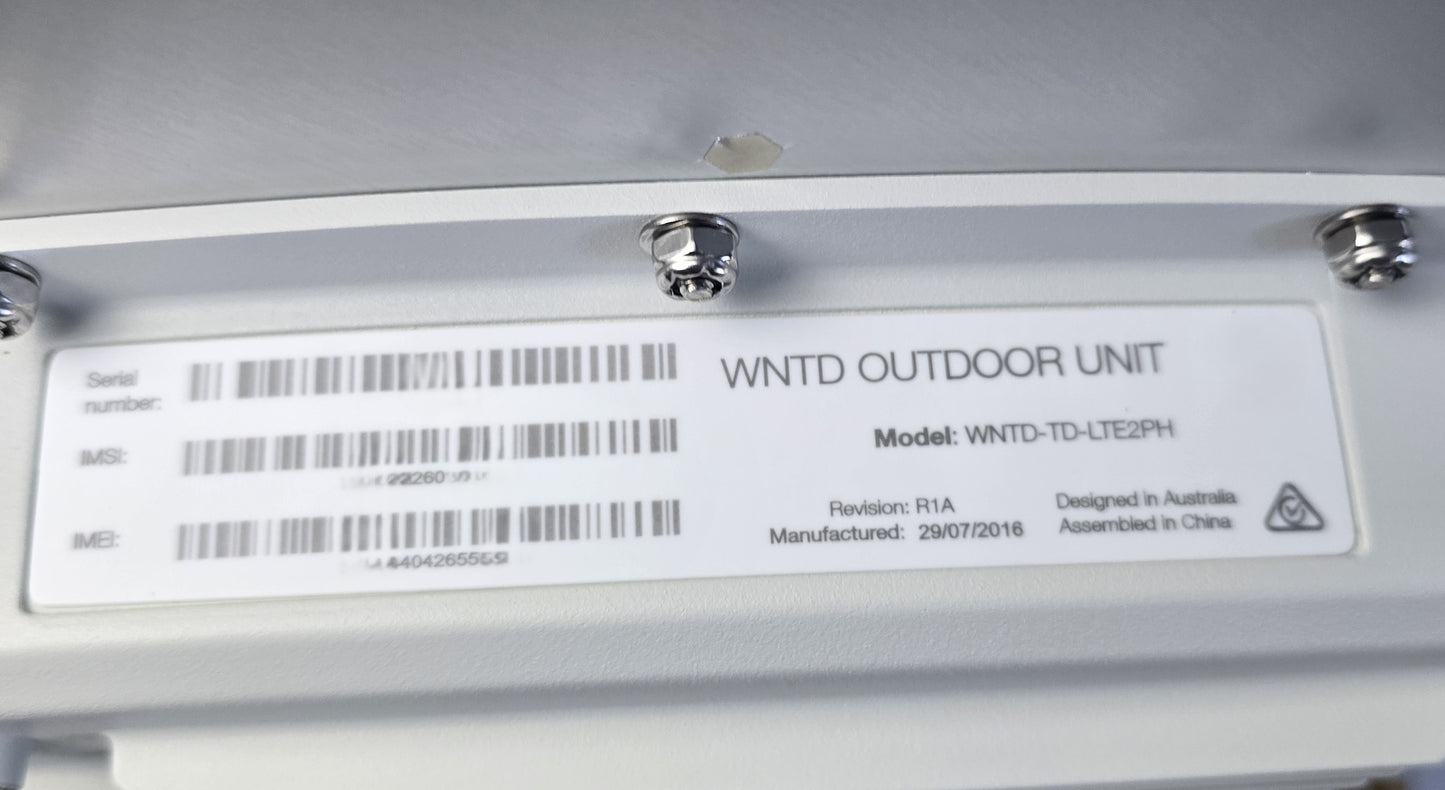 Serial
number:
IMSI:
IMEI:
WNTD OUTDOOR UNIT
Model: WNTD-TD-LTE2PH
Revision: R1A
Manufactured: 29/07/2016
Designed in Australia
Assembled in China